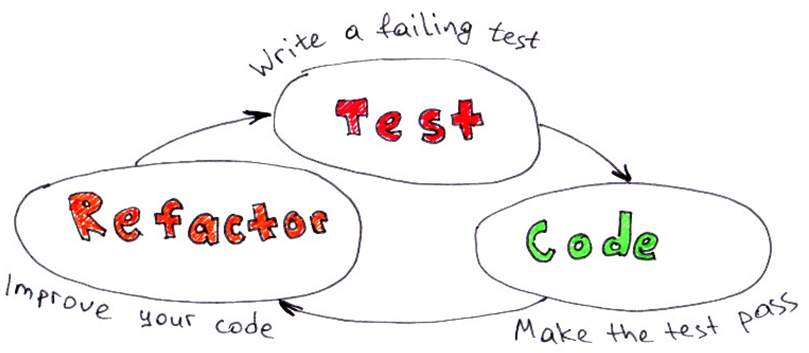 Write a failing test
Test
Refactor
Code
Improve your code
Make the test pass